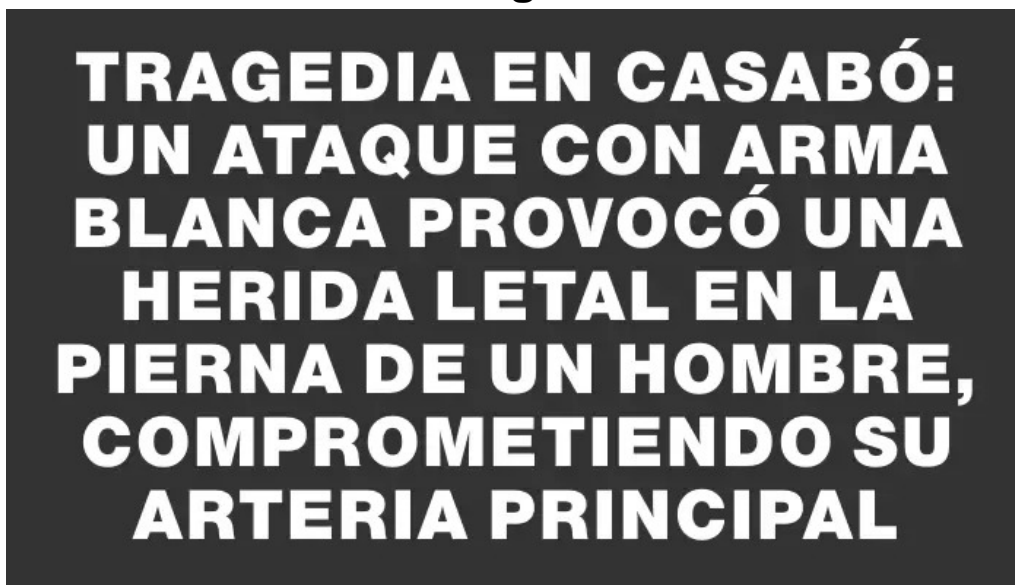 TRAGEDIA EN CASABÓ:
UN ATAQUE CON ARMA
BLANCA PROVOCÓ UNA
HERIDA LETAL EN LA
PIERNA DE UN HOMBRE,
COMPROMETIENDO SU
ARTERIA PRINCIPAL